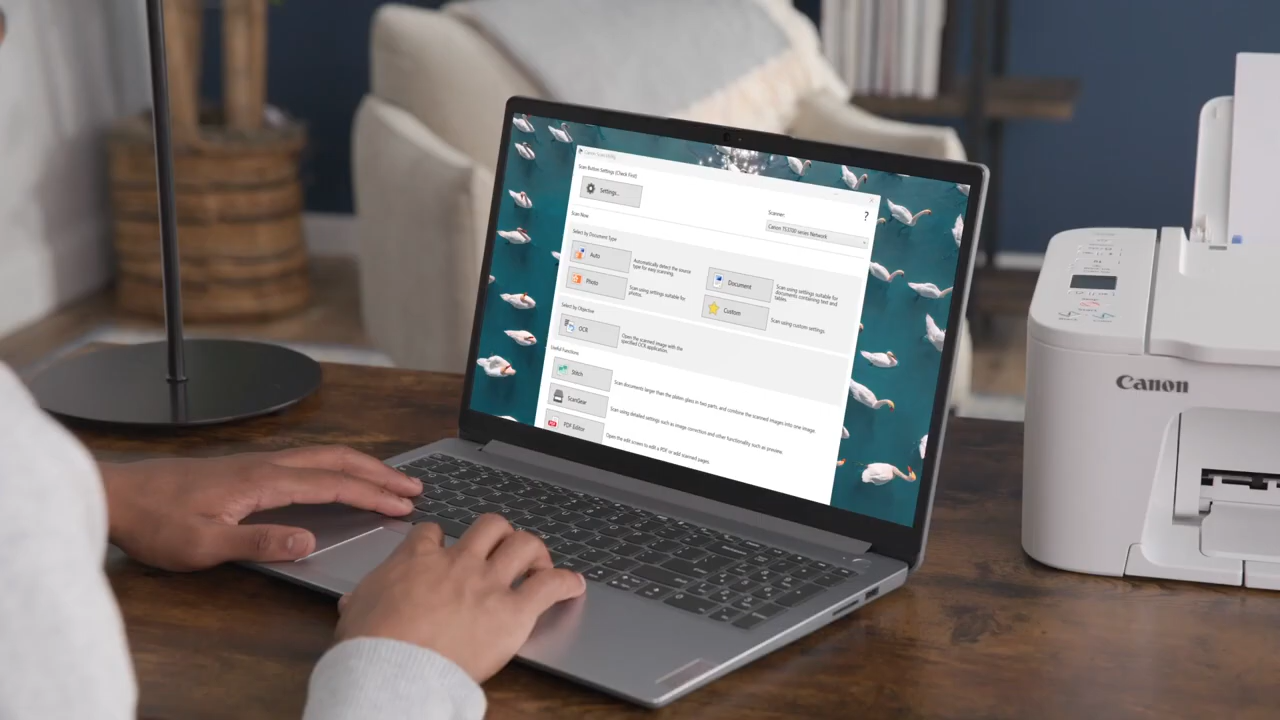 Canon IJ Scan Utility
Scan Button Settings (Check First)
Settings...
Scanner:
Canon TS3700 series Network
?
Scan Now
Select by Document Type
Auto
Automatically detect the source
type for easy scanning.
Document
Scan using settings suitable for
documents containing text and
tables.
Photo
Scan using settings suitable for
photos.
Custom
Scan using custom settings.
Select by Objective
OCR
Open the scanned image with the
specified OCR application.
Useful Functions
Stitch
Scan documents larger than the platen glass in two parts, and combine the scanned images into one image.
ScanGear
Scan using detailed settings such as image correction and other functionality such as preview.
PDF
PDF Editor
Open the edit screen to edit a PDF or add scanned pages.
Canon